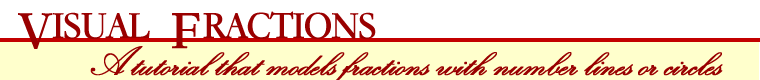 VISUAL FRACTIONS
A tutorial that models fractions with number lines or circles